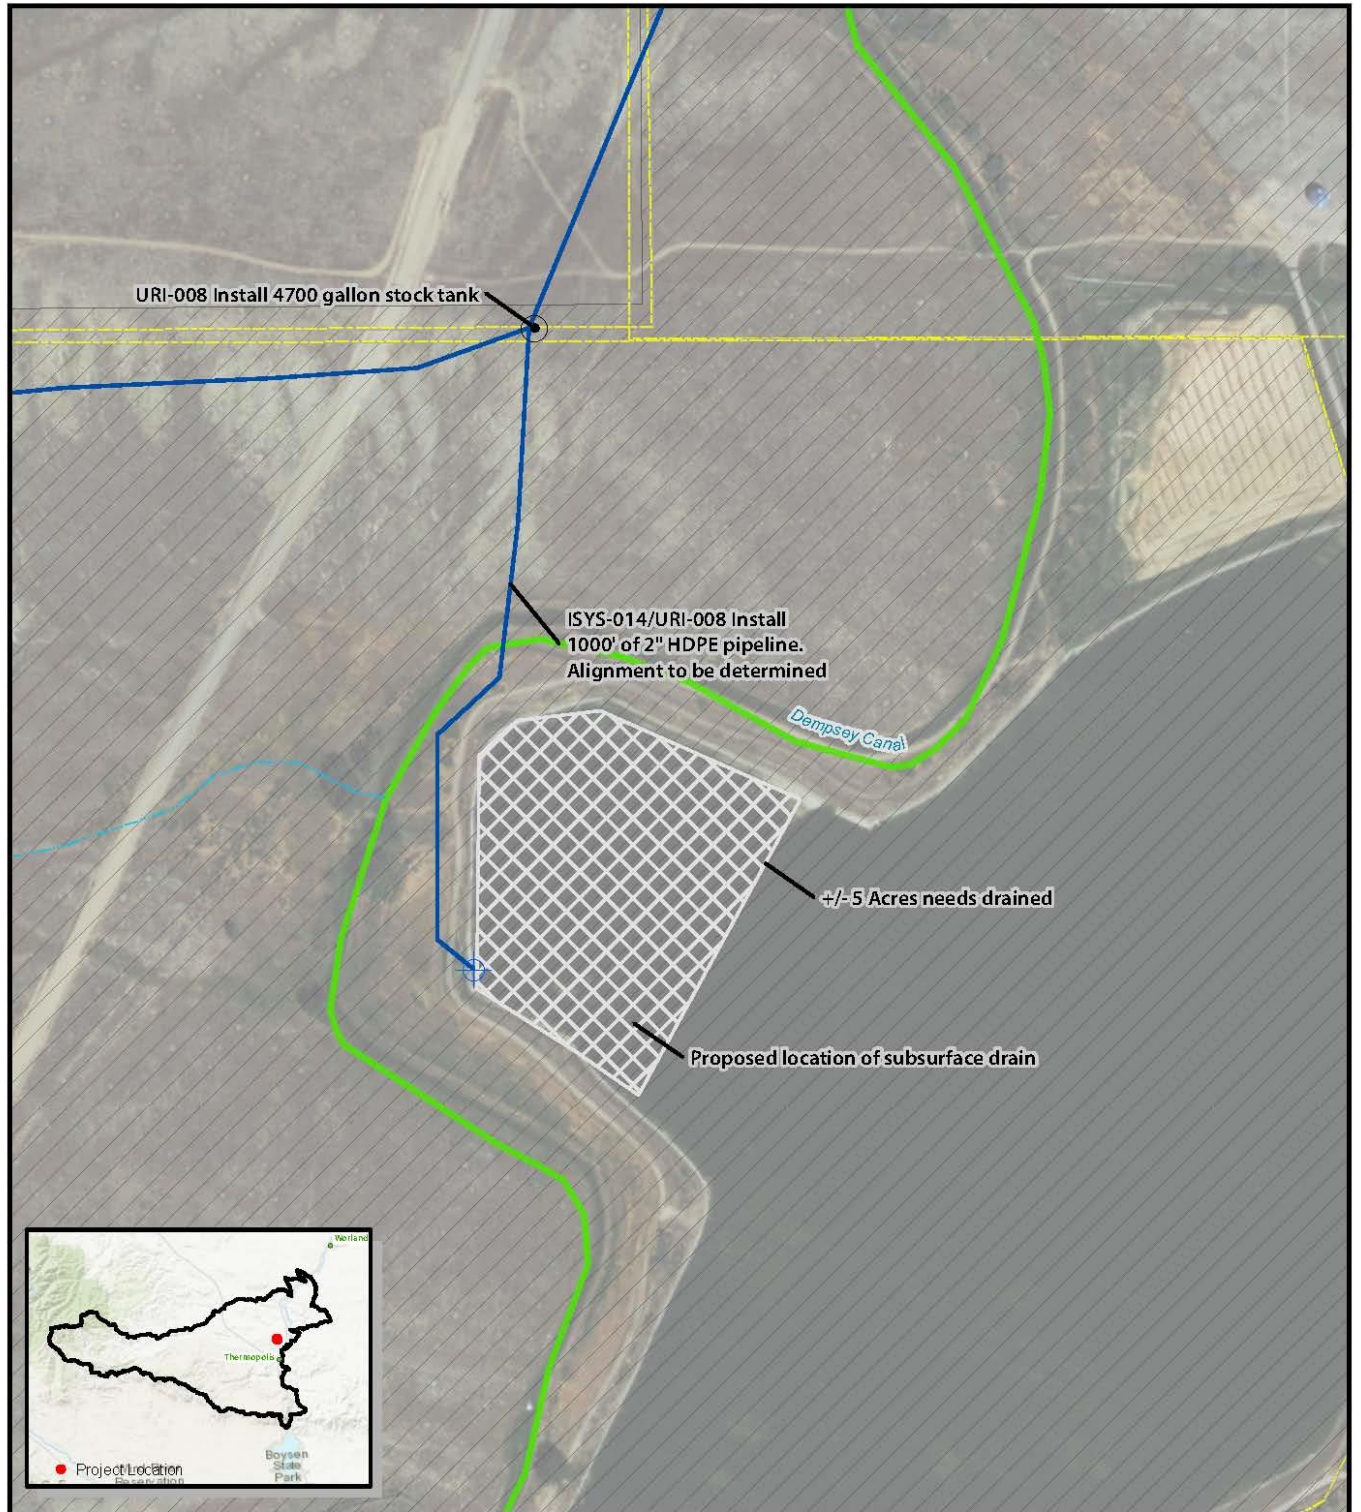 URI-008 Install 4700 gallon stock tank
ISYS-014/URI-008 Install
1000' of 2" HDPE pipeline.
Alignment to be determined
Dempsey Canal
+/- 5 Acres needs drained
Proposed location of subsurface drain
Worland
Thermopolis
Boysen
State
Park
Project Location
Reservation